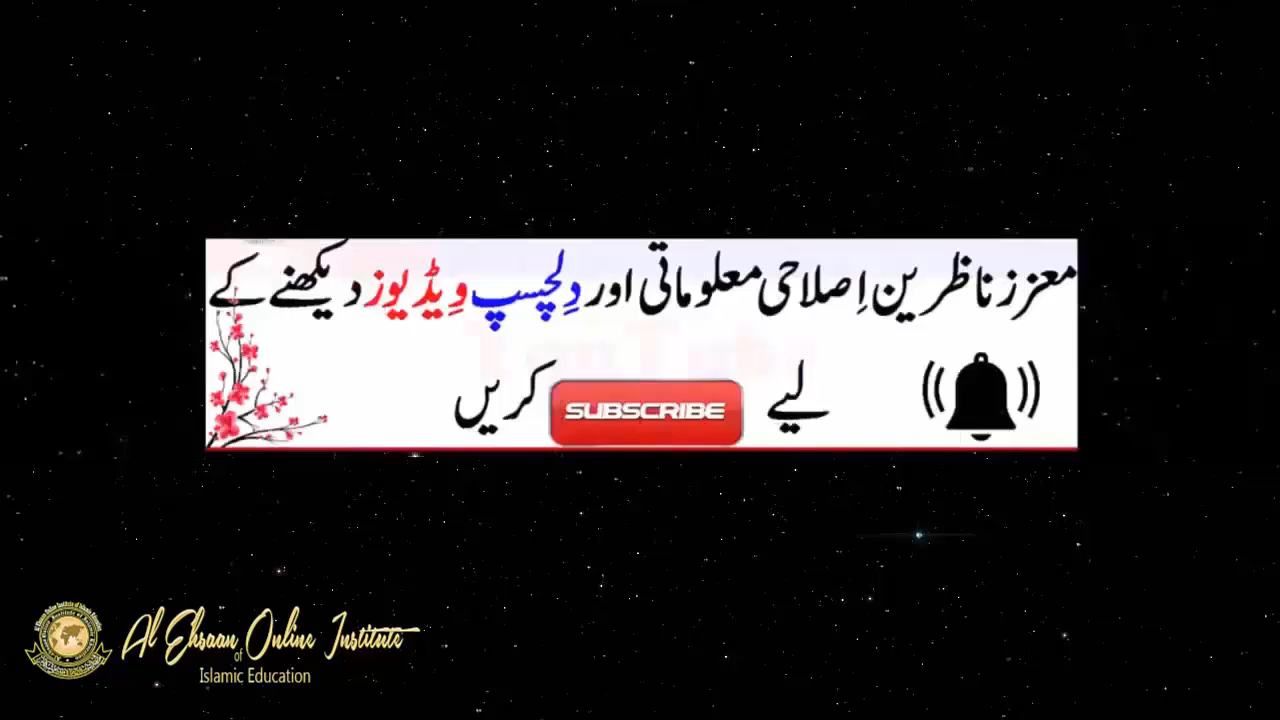 معزز ناظرین اِصلاحی معلوماتی اور دِلچسپ وِیڈیوز دیکھنے کے
لیے SUBSCRIBE کریں
Al Ehsaan Online Institute
of
Islamic Education